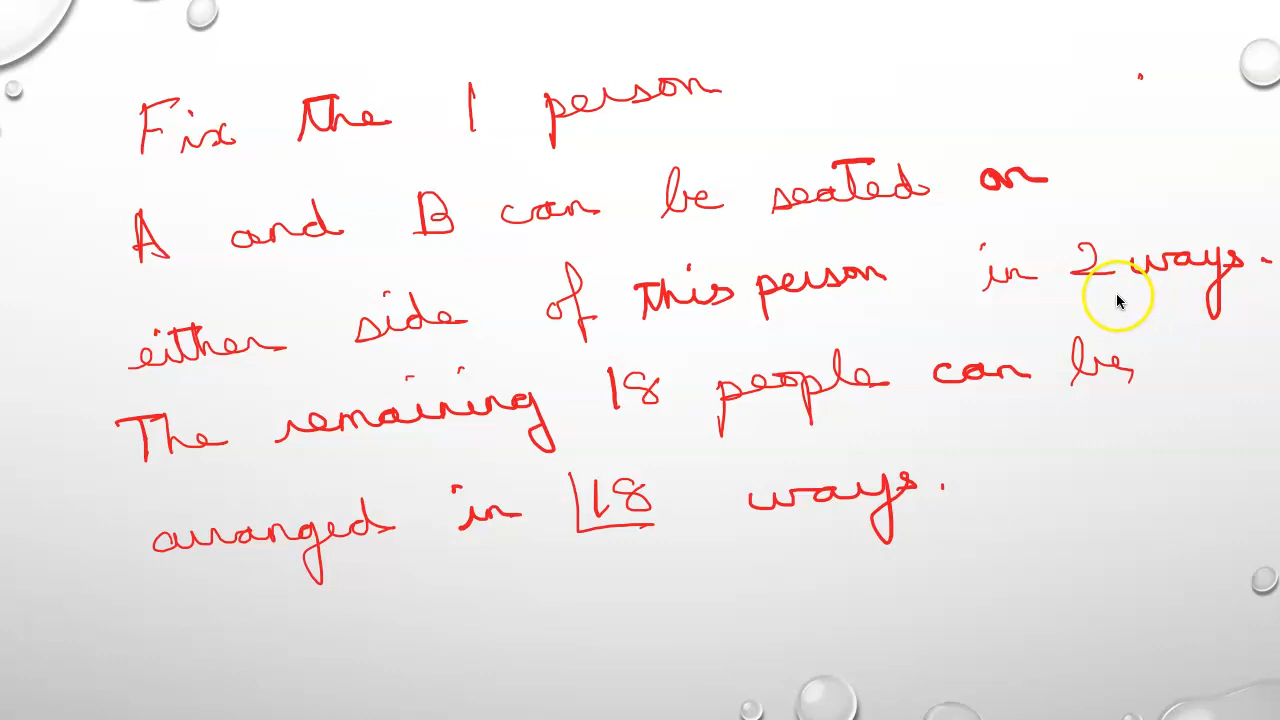 Fix the 1 person
A and B can be seated on
either side of this person in 2 ways.
The remaining 18 people can be
arranged in |18 ways.